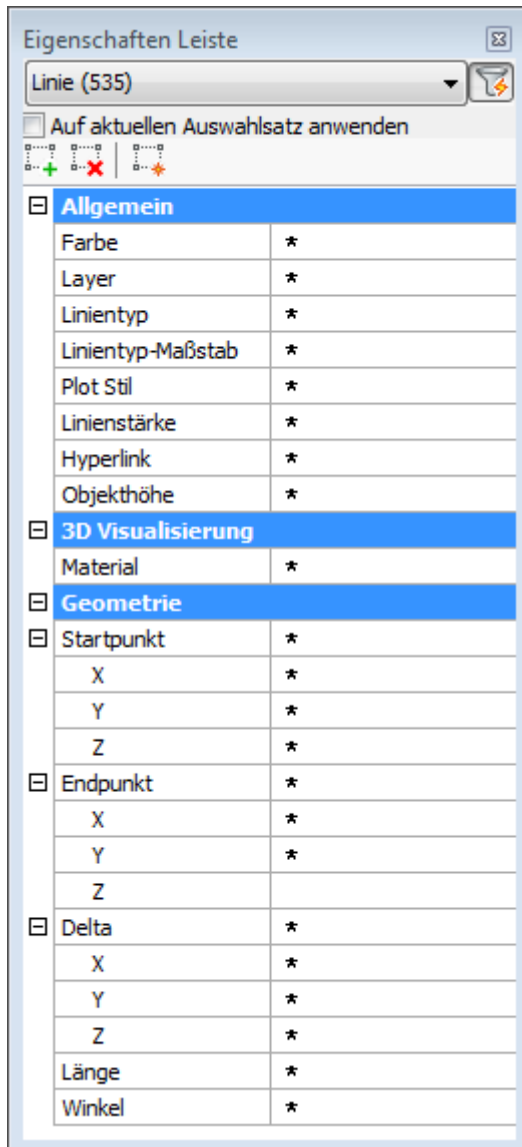 Eigenschaften Leiste
Linie (535)
Auf aktuellen Auswahlsatz anwenden
Allgemein
Farbe *
Layer *
Linientyp *
Linientyp-Maßstab *
Plot Stil *
Linienstärke *
Hyperlink *
Objekthöhe *
3D Visualisierung
Material *
Geometrie
Startpunkt *
X *
Y *
Z *
Endpunkt *
X *
Y *
Z
Delta *
X *
Y *
Z *
Länge *
Winkel *